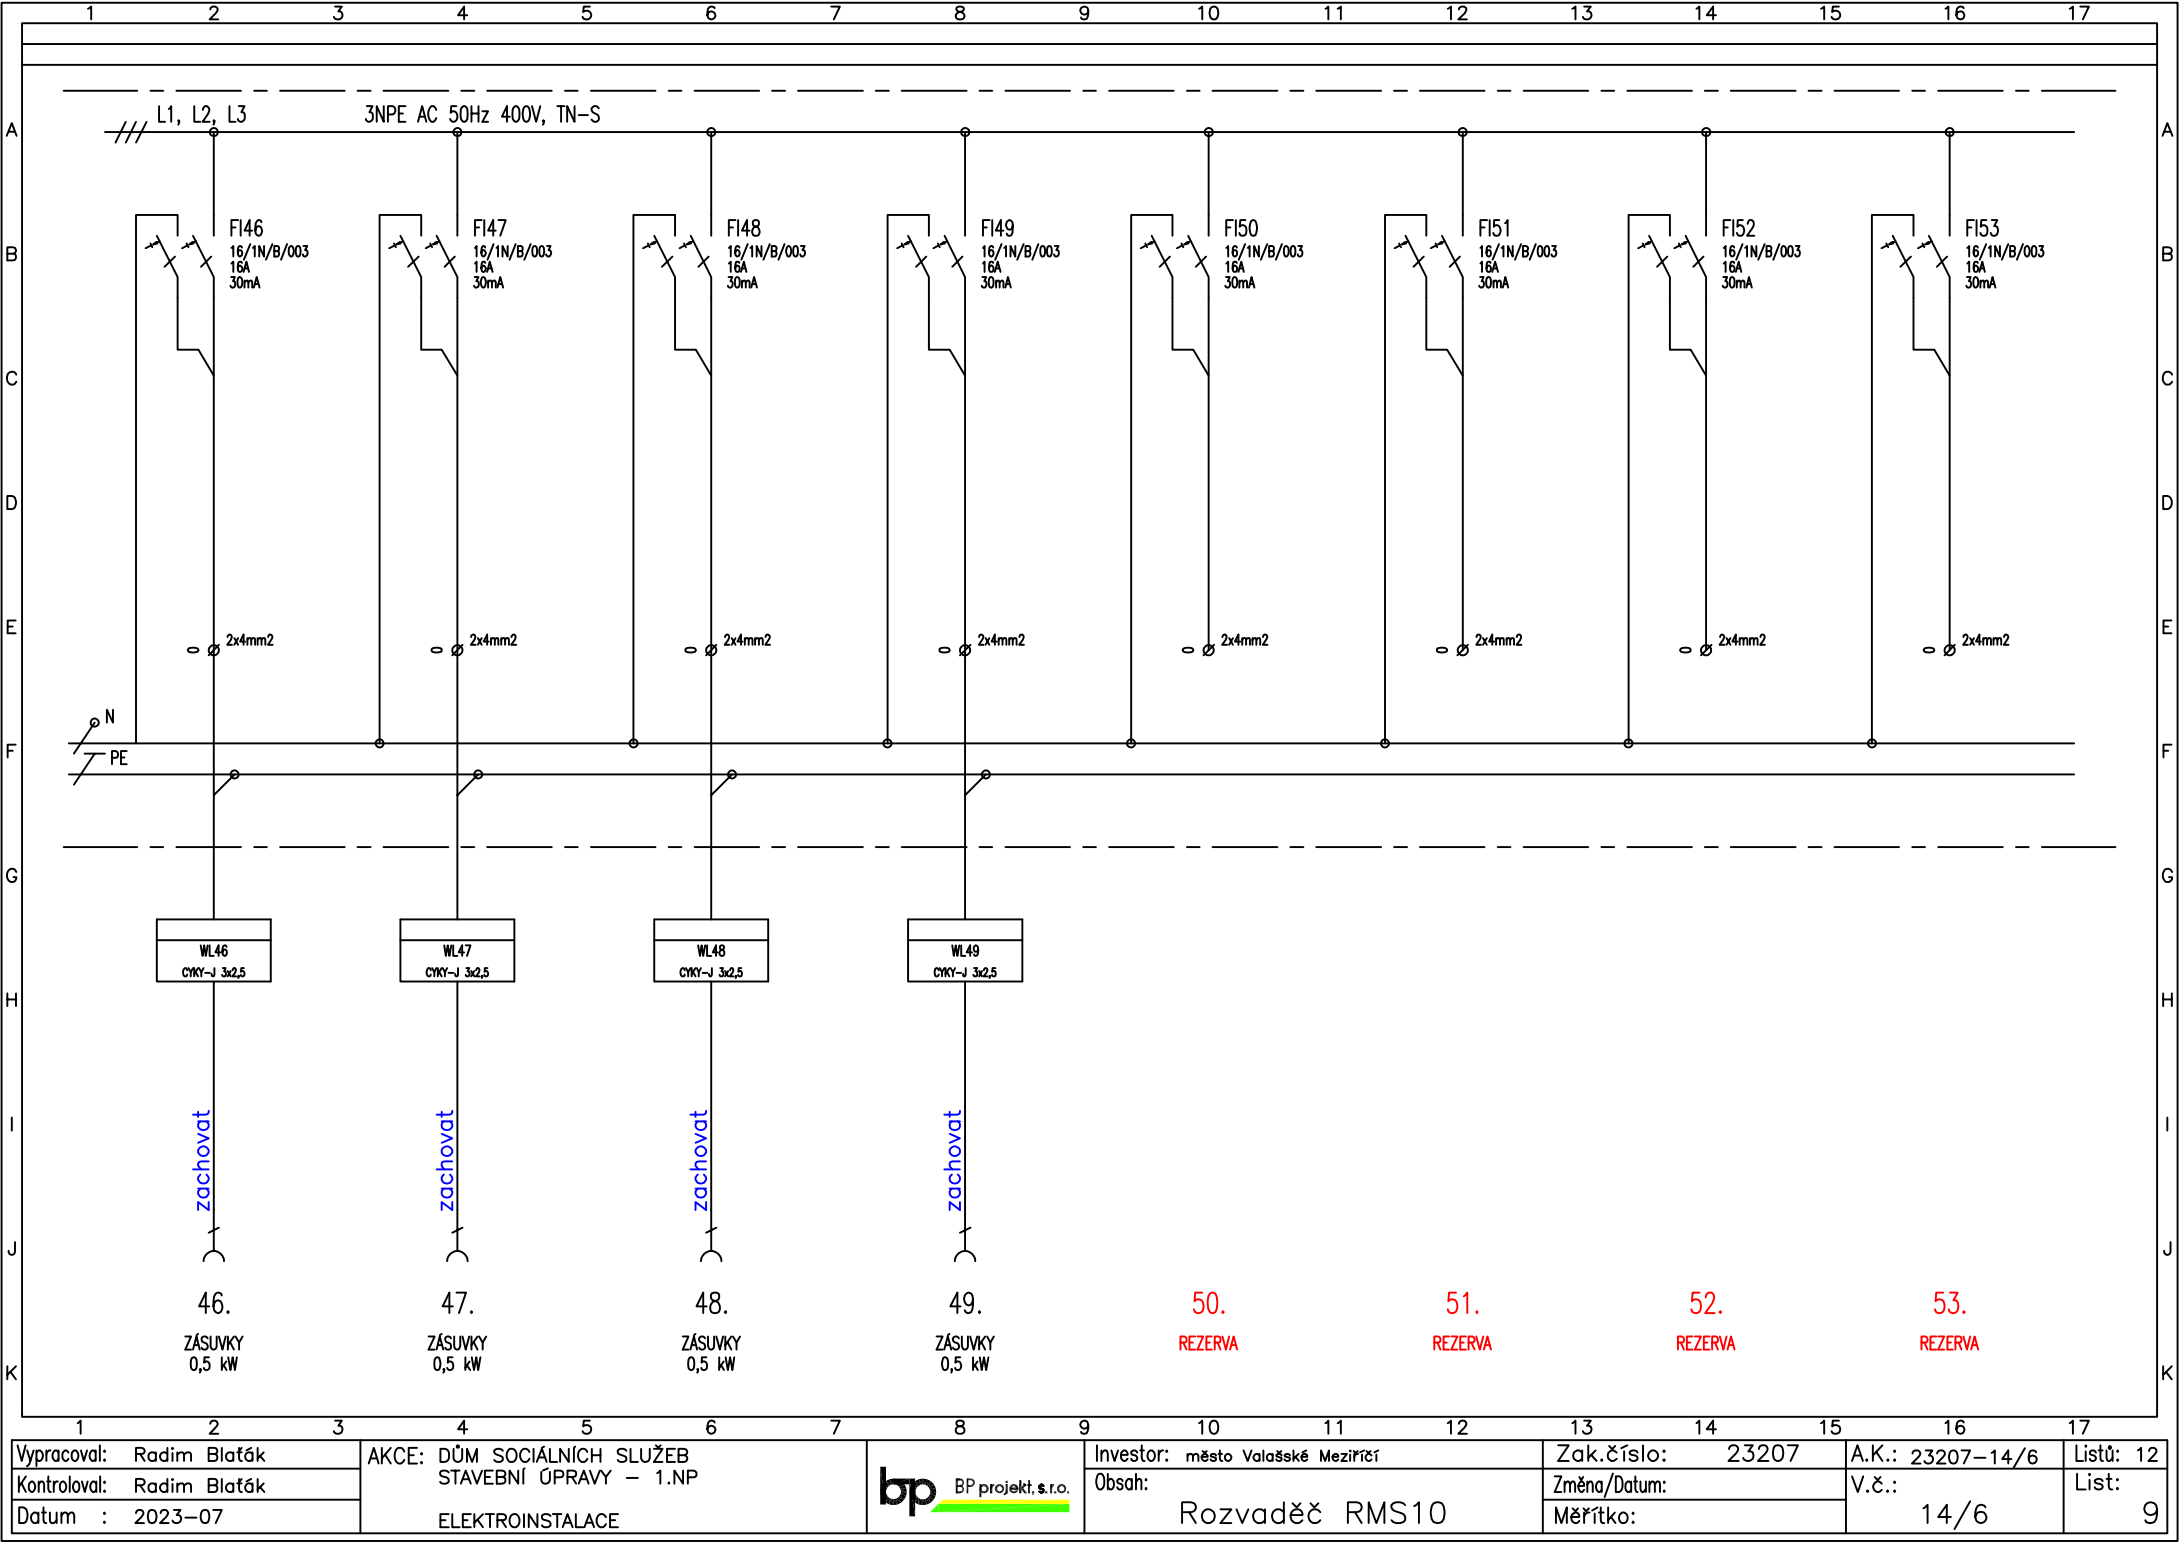 1 2 3 4 5 6 7 8 9 10 11 12 13 14 15 16 17
L1, L2, L3 3NPE AC 50Hz 400V, TN-S
A A
FI46 FI47 FI48 FI49 FI50 FI51 FI52 FI53
B 16/1N/B/003 16/1N/B/003 16/1N/B/003 16/1N/B/003 16/1N/B/003 16/1N/B/003 16/1N/B/003 16/1N/B/003 B
16A 16A 16A 16A 16A 16A 16A 16A
30mA 30mA 30mA 30mA 30mA 30mA 30mA 30mA
C C
D D
E E
0 2x4mm2 0 2x4mm2 0 2x4mm2 0 2x4mm2 0 2x4mm2 0 2x4mm2 0 2x4mm2 0 2x4mm2
N
F PE F
G G
WL46 WL47 WL48 WL49
CYKY-J 3x2,5 CYKY-J 3x2,5 CYKY-J 3x2,5 CYKY-J 3x2,5
H H
I I
zachovat zachovat zachovat zachovat
J J
46. 47. 48. 49. 50. 51. 52. 53.
ZÁSUVKY ZÁSUVKY ZÁSUVKY ZÁSUVKY REZERVA REZERVA REZERVA REZERVA
0,5 kW 0,5 kW 0,5 kW 0,5 kW
K K
1 2 3 4 5 6 7 8 9 10 11 12 13 14 15 16 17
Vypracoval: Radim Blaťák
Kontroloval: Radim Blaťák
Datum : 2023-07
AKCE: DŮM SOCIÁLNÍCH SLUŽEB
STAVEBNÍ ÚPRAVY - 1.NP
ELEKTROINSTALACE
bp BP projekt, s.r.o.
Investor: město Valašské Meziříčí
Obsah:
Rozvaděč RMS10
Zak.číslo: 23207
Změna/Datum:
Měřítko:
A.K.: 23207-14/6
V.č.:
14/6
Listů: 12
List:
9